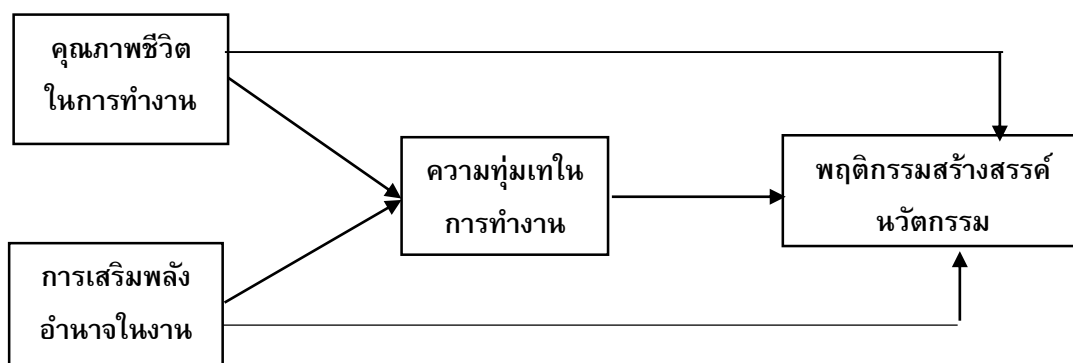 คุณภาพชีวิต
ในการทำงาน
ความทุ่มเทใน
การทำงาน
พฤติกรรมสร้างสรรค์
นวัตกรรม
การเสริมพลัง
อำนาจในงาน